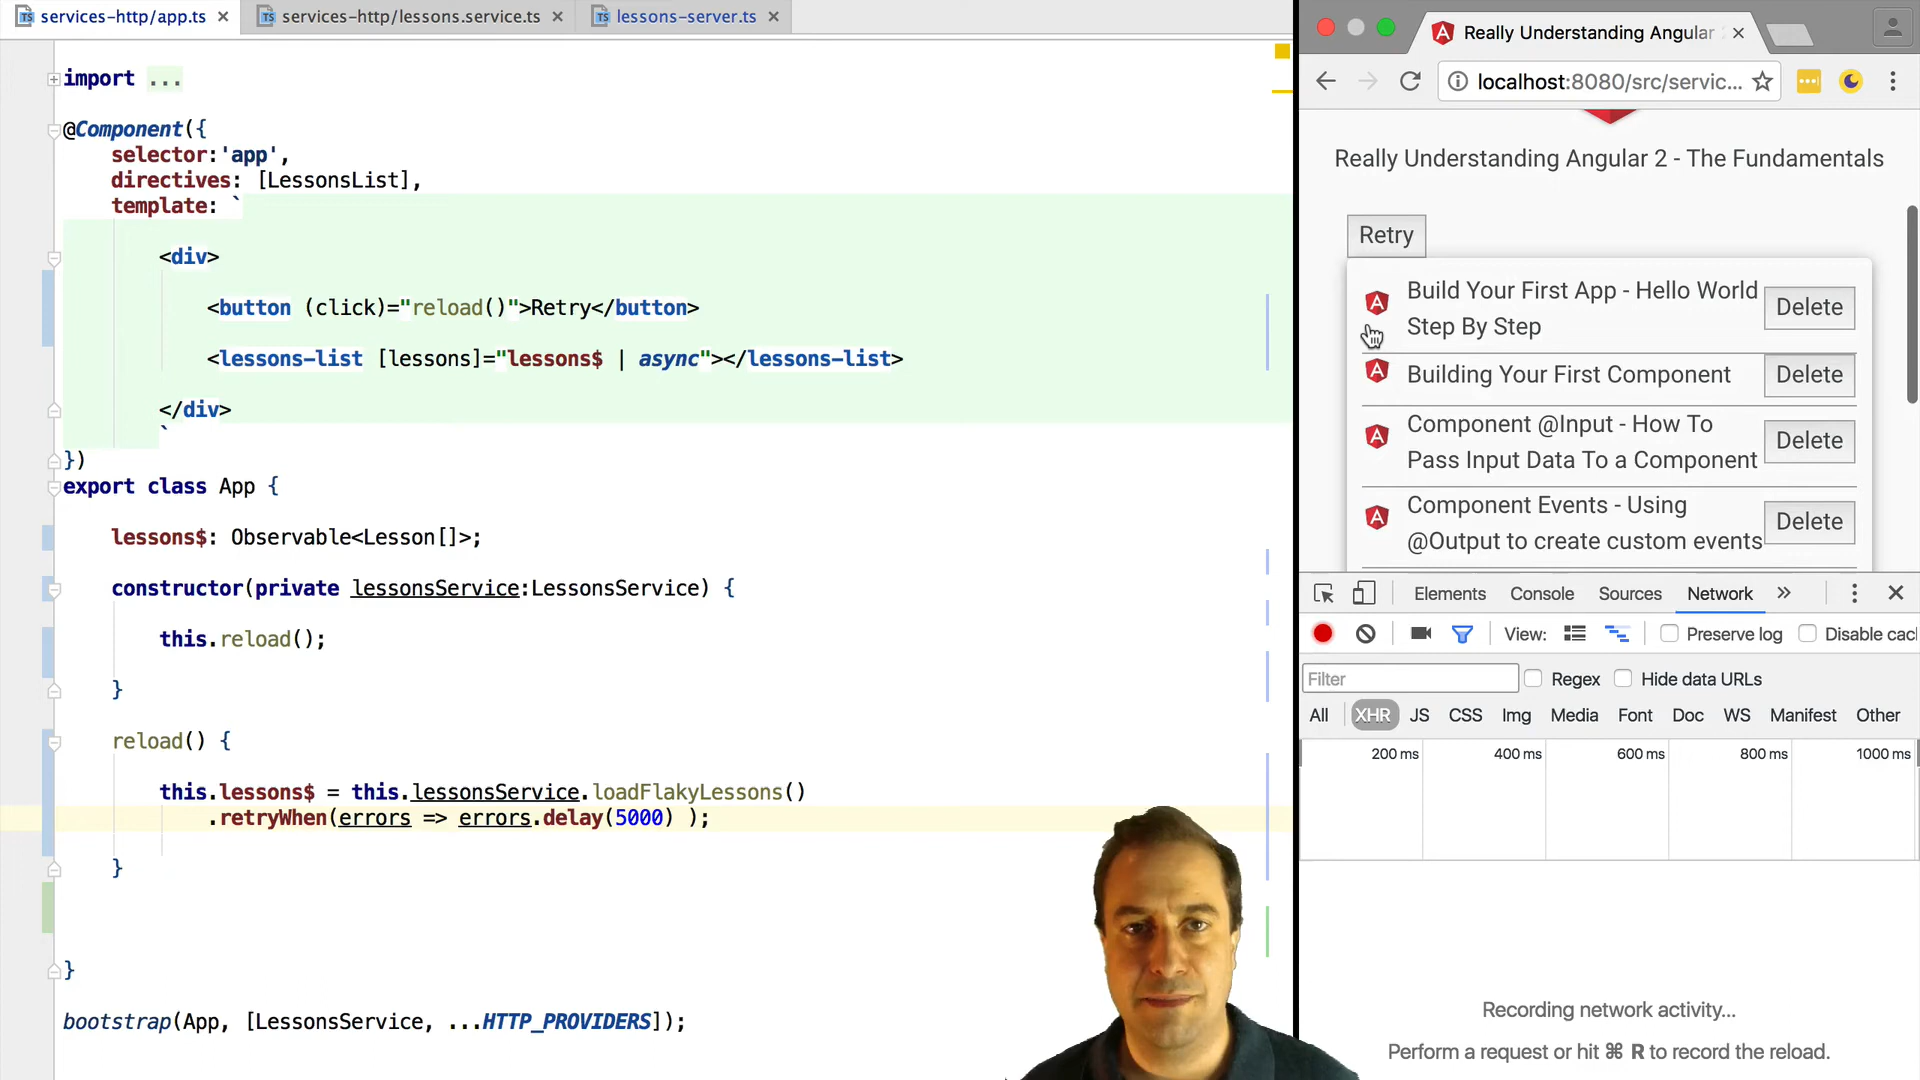 services-http/app.ts
services-http/lessons.service.ts
lessons-server.ts
import ...
@Component({
selector:'app',
directives: [LessonsList],
template: `
<div>
<button (click)="reload()">Retry</button>
<lessons-list [lessons]="lessons$ | async"></lessons-list>
</div>
`
})
export class App {
lessons$: Observable<Lesson[]>;
constructor(private lessonsService:LessonsService) {
this.reload();
}
reload() {
this.lessons$ = this.lessonsService.loadFlakyLessons()
.retryWhen(errors => errors.delay(5000) );
}
}
bootstrap(App, [LessonsService, ...HTTP_PROVIDERS]);
Really Understanding Angular
localhost:8080/src/servic...
Really Understanding Angular 2 - The Fundamentals
Retry
Build Your First App - Hello World
Step By Step
Delete
Building Your First Component
Delete
Component @Input - How To
Pass Input Data To a Component
Delete
Component Events - Using
@Output to create custom events
Delete
Elements Console Sources Network »
View: Preserve log Disable cacl
Filter Regex Hide data URLs
All XHR JS CSS Img Media Font Doc WS Manifest Other
200 ms 400 ms 600 ms 800 ms 1000 ms
Recording network activity...
Perform a request or hit ⌘ R to record the reload.